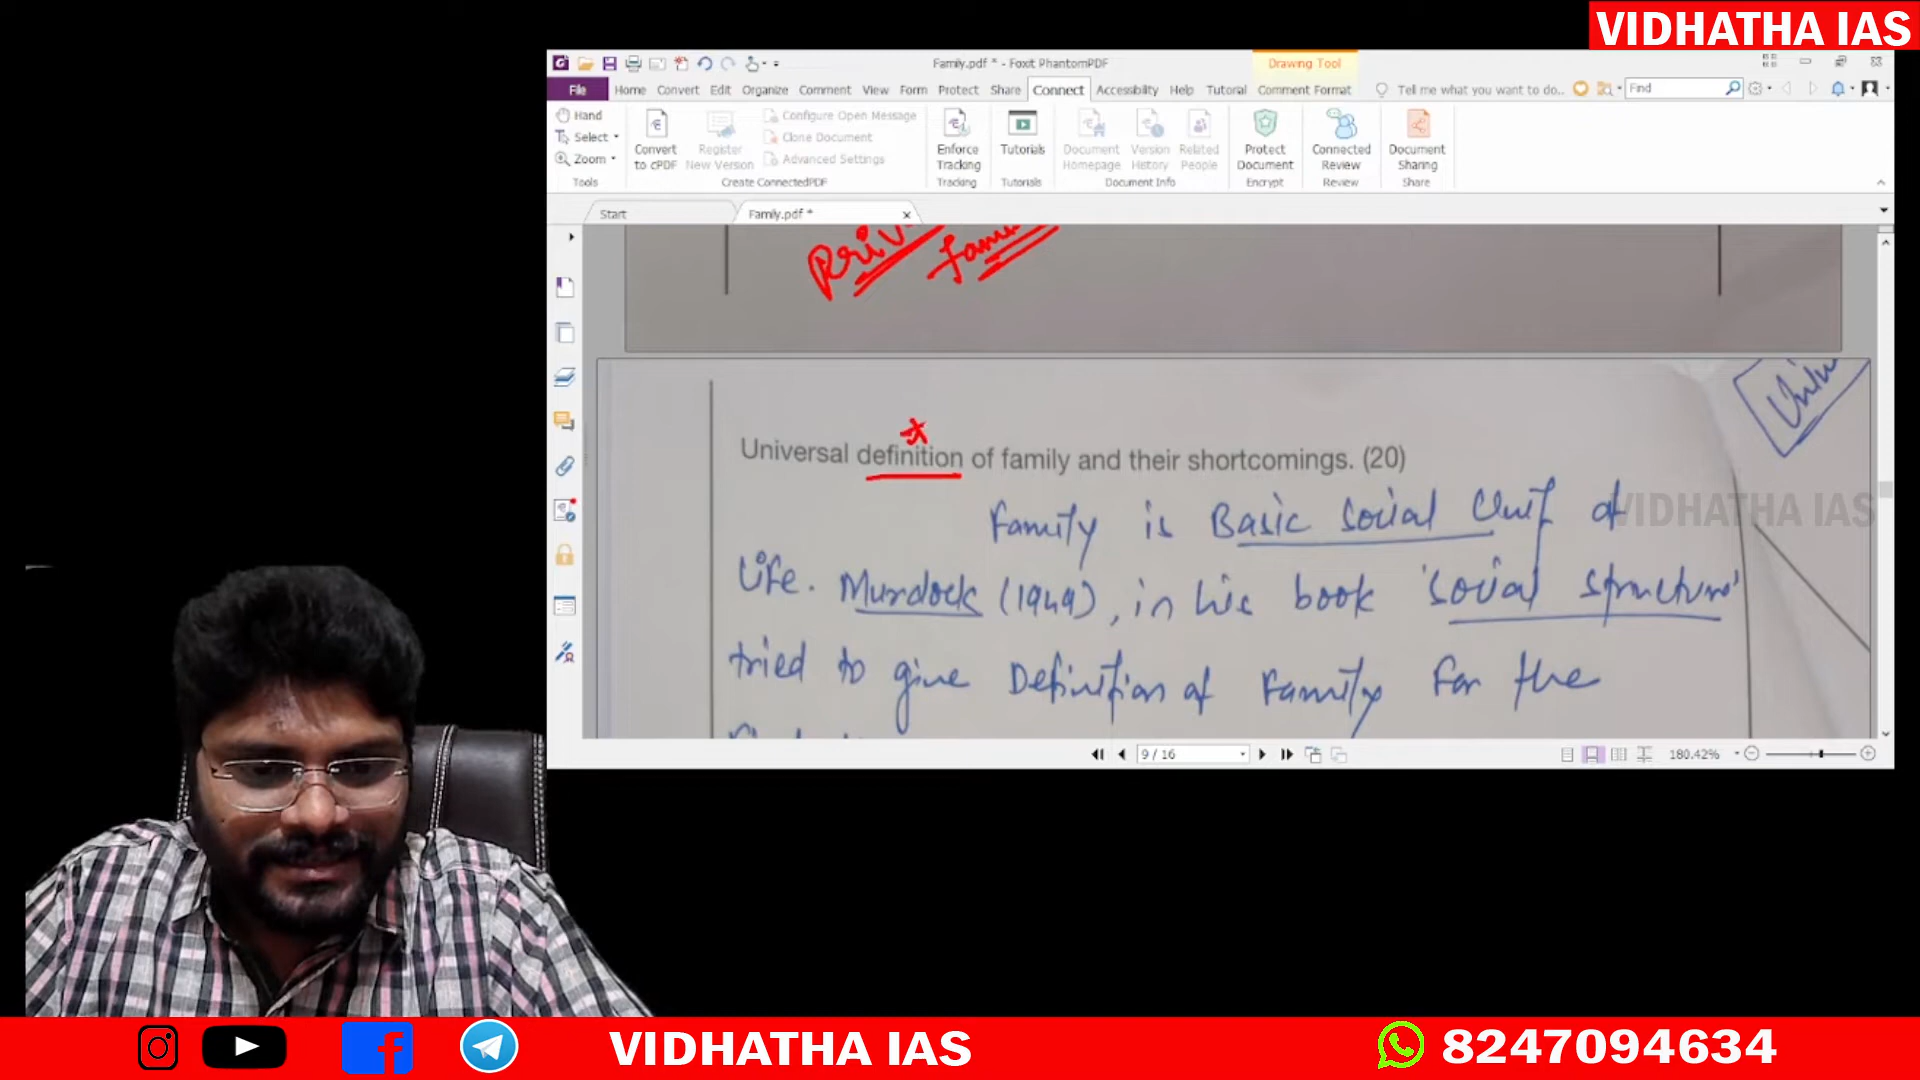 VIDHATHA IAS
Family.pdf * - Foxit PhantomPDF
Drawing Tool
File Home Convert Edit Organize Comment View Form Protect Share Connect Accessibility Help Tutorial Comment Format Tell me what you want to do.. Find
Hand
Select
Zoom
Tools
Convert to cPDF
Register New Version
Configure Open Message
Clone Document
Advanced Settings
Create ConnectedPDF
Enforce Tracking
Tracking
Tutorials
Tutorials
Document Homepage
Version History
Related People
Document Info
Protect Document
Encrypt
Connected Review
Review
Document Sharing
Share
Start
Family.pdf *
Universal definition of family and their shortcomings. (20)
Family is Basic social Unit of
VIDHATHA IAS
Life. Murdock (1949), in his book 'social structure'
tried to give Definition of Family for the
9 / 16
180.42%
VIDHATHA IAS
8247094634